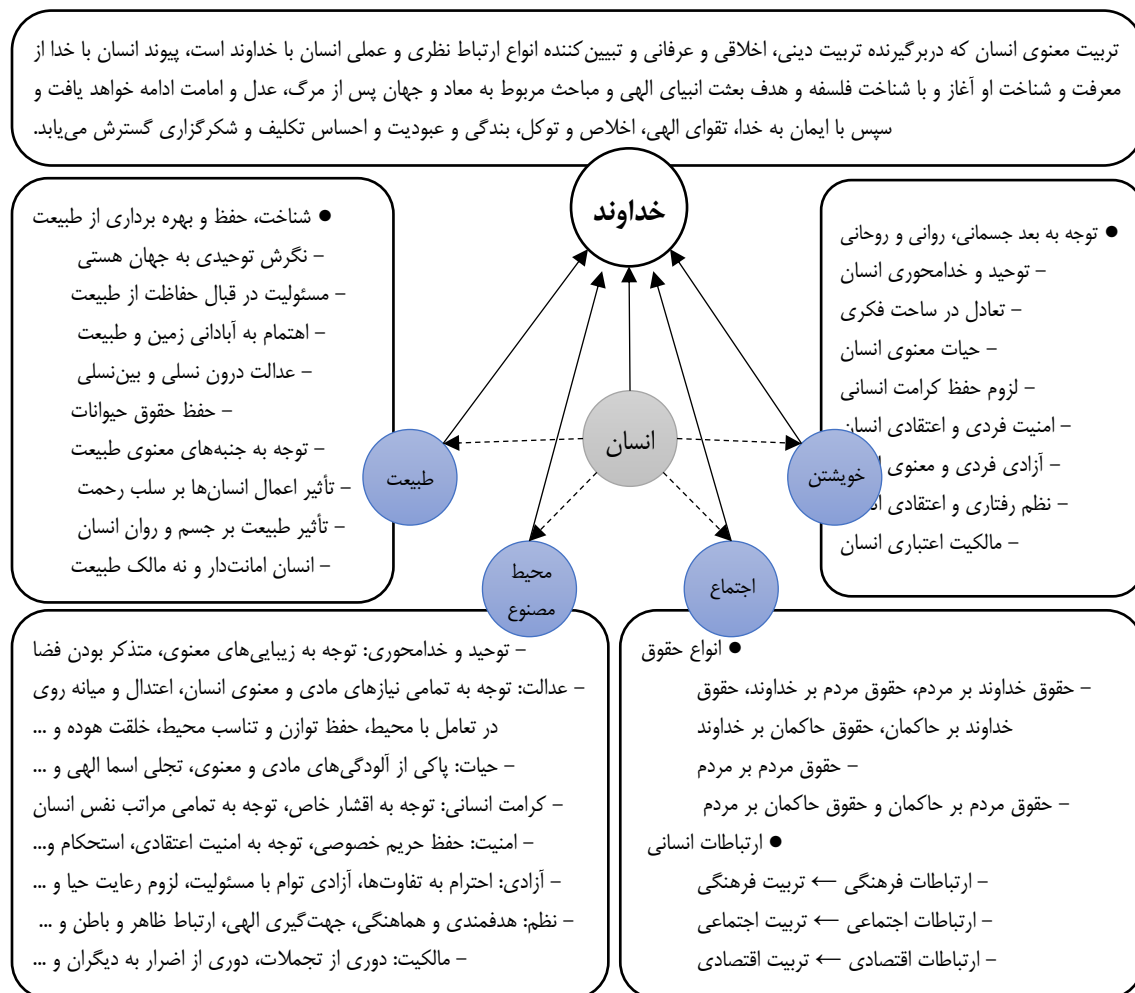 تربیت معنوی انسان که دربرگیرنده تربیت دینی، اخلاقی و عرفانی و تبیین‌کننده انواع ارتباط نظری و عملی انسان با خداوند است، پیوند انسان با خدا از
معرفت و شناخت او آغاز و با شناخت فلسفه و هدف بعثت انبیای الهی و مباحث مربوط به معاد و جهان پس از مرگ، عدل و امامت ادامه خواهد یافت و
سپس با ایمان به خدا، تقوای الهی، اخلاص و توکل، بندگی و عبودیت و احساس تکلیف و شکرگزاری گسترش می‌یابد.
خداوند
● توجه به بعد جسمانی، روانی و روحانی
– توحید و خدامحوری انسان
– تعادل در ساحت فکری
– حیات معنوی انسان
– لزوم حفظ کرامت انسانی
– امنیت فردی و اعتقادی انسان
– آزادی فردی و معنوی
– نظم رفتاری و اعتقادی
– مالکیت اعتباری انسان
● شناخت، حفظ و بهره برداری از طبیعت
– نگرش توحیدی به جهان هستی
– مسئولیت در قبال حفاظت از طبیعت
– اهتمام به آبادانی زمین و طبیعت
– عدالت درون نسلی و بین‌نسلی
– حفظ حقوق حیوانات
– توجه به جنبه‌های معنوی طبیعت
– تأثیر اعمال انسان‌ها بر سلب رحمت
– تأثیر طبیعت بر جسم و روان انسان
– انسان امانت‌دار و نه مالک طبیعت
انسان
خویشتن
طبیعت
اجتماع
محیط
مصنوع
● انواع حقوق
– حقوق خداوند بر مردم، حقوق مردم بر خداوند، حقوق
خداوند بر حاکمان، حقوق حاکمان بر خداوند
– حقوق مردم بر مردم
– حقوق مردم بر حاکمان و حقوق حاکمان بر مردم
● ارتباطات انسانی
– ارتباطات فرهنگی ← تربیت فرهنگی
– ارتباطات اجتماعی ← تربیت اجتماعی
– ارتباطات اقتصادی ← تربیت اقتصادی
– توحید و خدامحوری: توجه به زیبایی‌های معنوی، متذکر بودن فضا
– عدالت: توجه به تمامی نیازهای مادی و معنوی انسان، اعتدال و میانه روی
در تعامل با محیط، حفظ توازن و تناسب محیط، خلقت هوده و ...
– حیات: پاکی از آلودگی‌های مادی و معنوی، تجلی اسما الهی و ...
– کرامت انسانی: توجه به اقشار خاص، توجه به تمامی مراتب نفس انسان
– امنیت: حفظ حریم خصوصی، توجه به امنیت اعتقادی، استحکام و...
– آزادی: احترام به تفاوت‌ها، آزادی توام با مسئولیت، لزوم رعایت حیا و ...
– نظم: هدفمندی و هماهنگی، جهت‌گیری الهی، ارتباط ظاهر و باطن و ...
– مالکیت: دوری از تجملات، دوری از اضرار به دیگران و ...